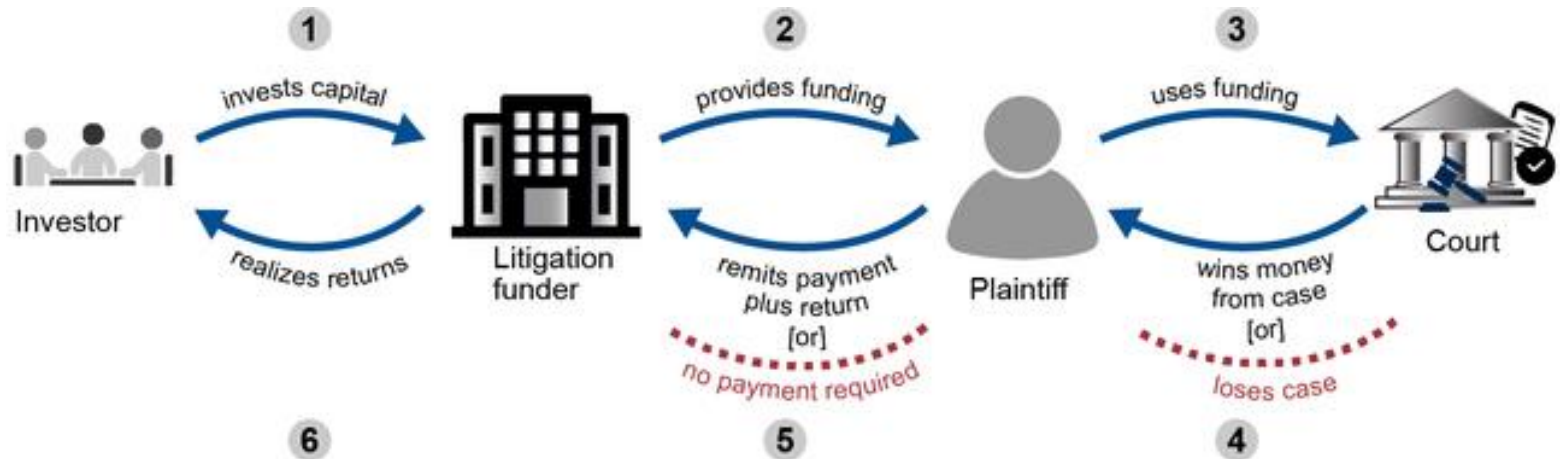 1
2
3
invests capital
provides funding
uses funding
Investor
Litigation
funder
Plaintiff
Court
realizes returns
remits payment
plus return
[or]
no payment required
wins money
from case
[or]
loses case
6
5
4